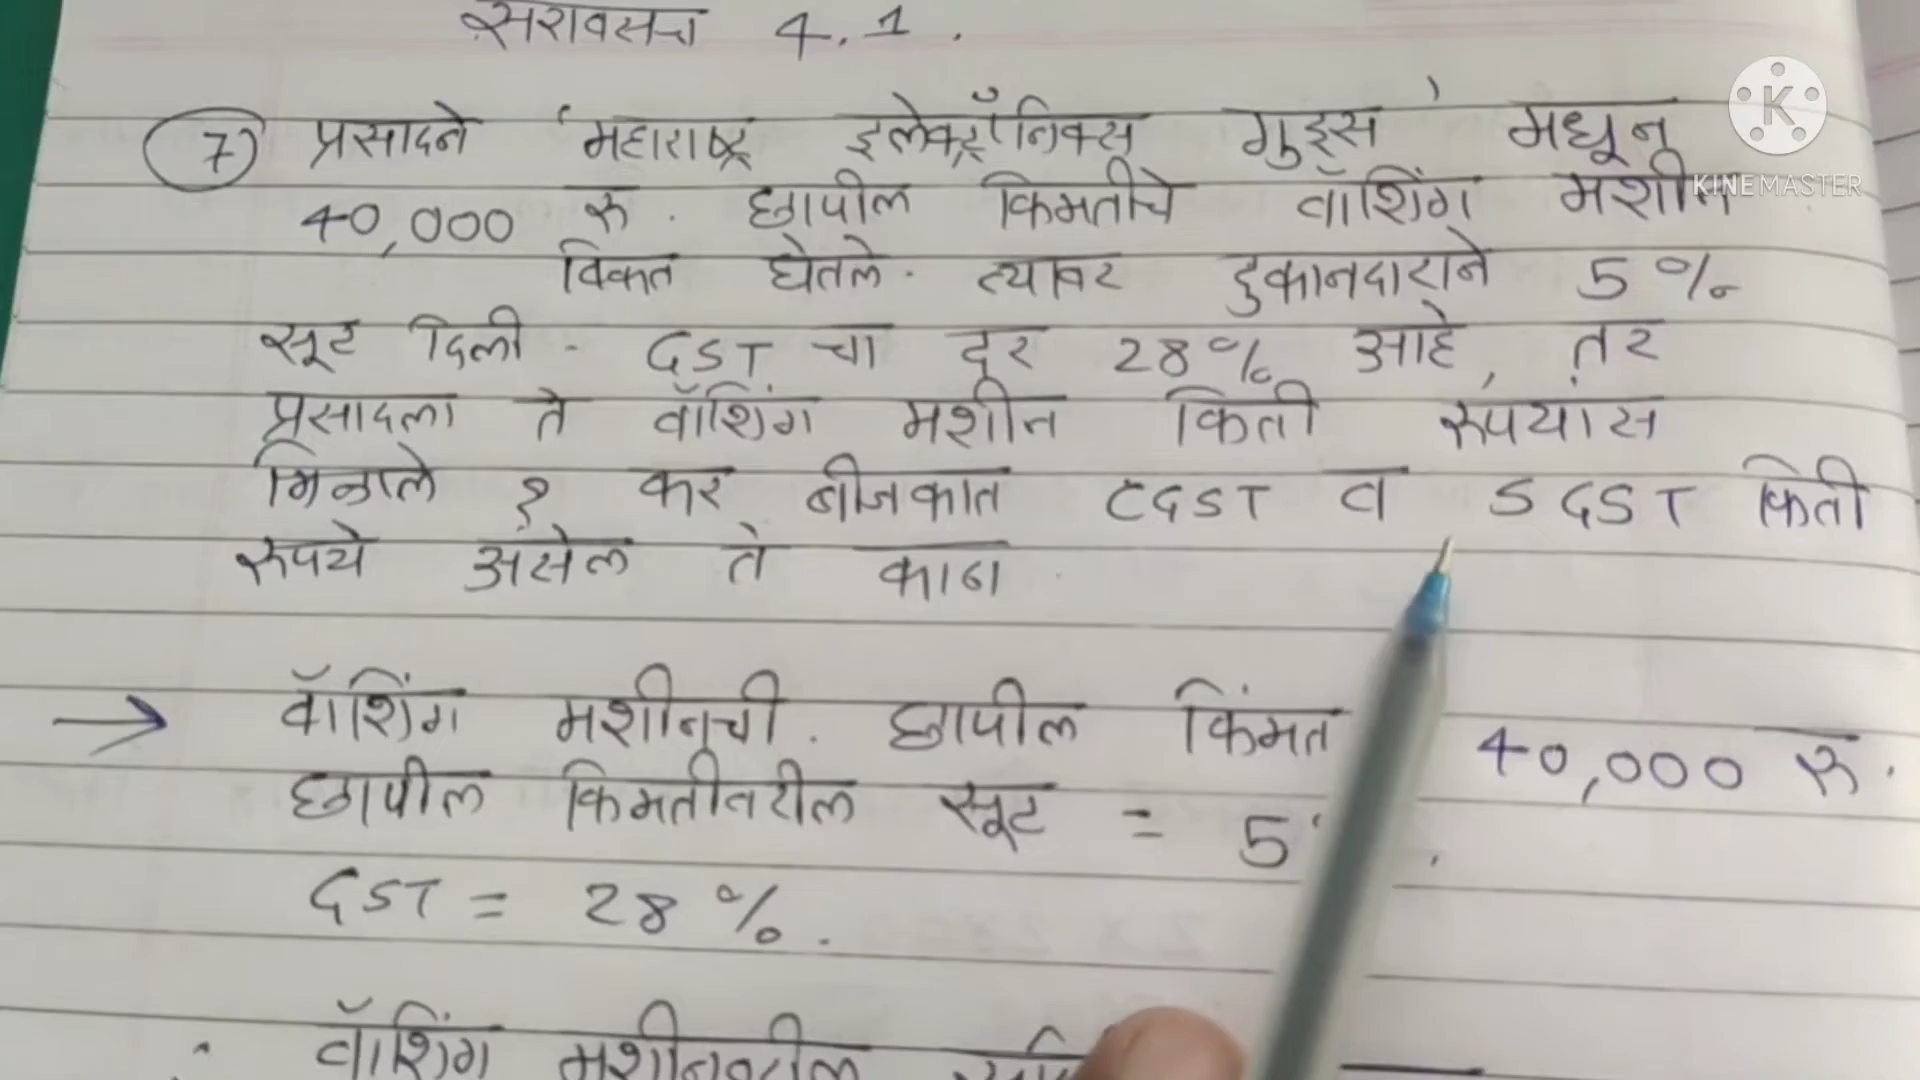 सरावसंच 4.1.
7) प्रसादने 'महाराष्ट्र इलेक्ट्रॉनिक्स गुड्स' मधून
40,000 रु. छापील किमतीचे वॉशिंग मशीन
विकत घेतले. त्यावर दुकानदाराने 5%
सूट दिली. GST चा दर 28% आहे, तर
प्रसादला ते वॉशिंग मशीन किती रुपयांस
मिळाले? कर बीजकात CGST व SGST किती
रुपये असेल ते काढा
→ वॉशिंग मशीनची छापील किंमत 40,000 रु.
छापील किमतीवरील सूट = 5
GST = 28%.
∴ वॉशिंग मशीनवरील
K
KINEMASTER